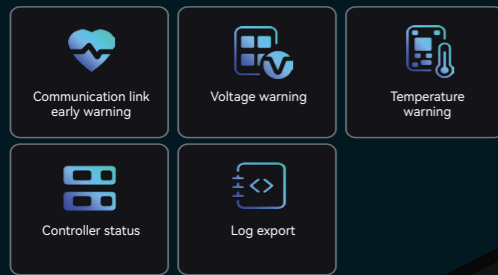 Communication link
early warning
Voltage warning
Temperature
warning
Controller status
Log export